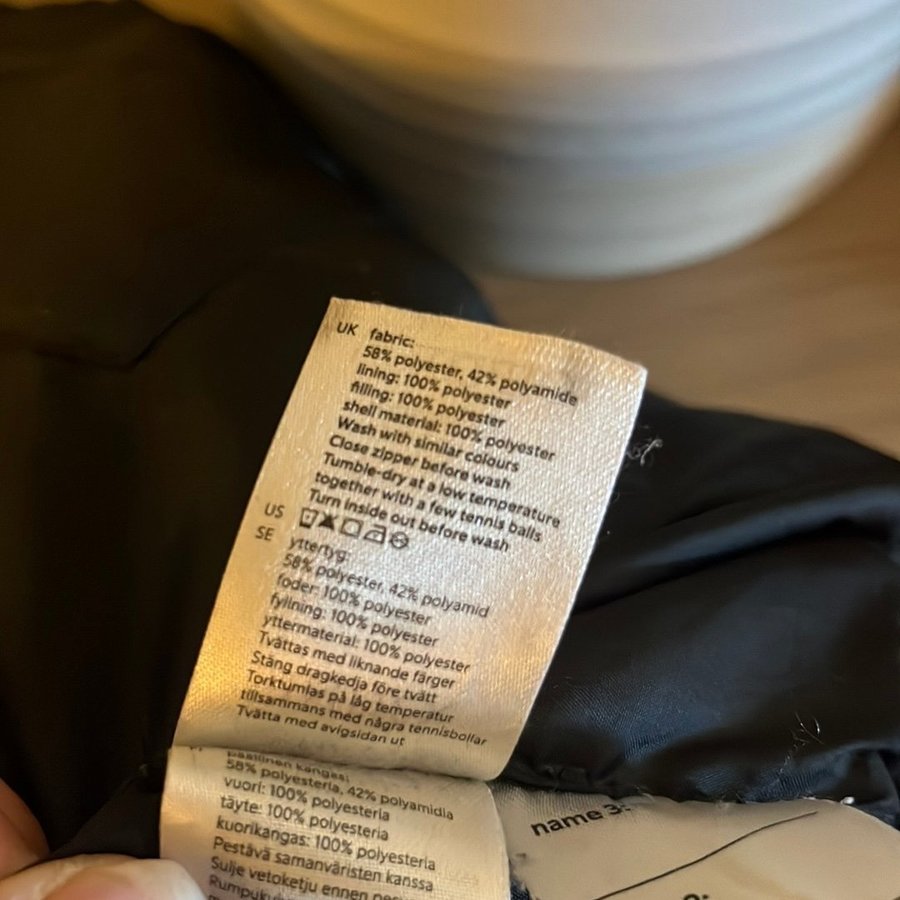 UK fabric:
58% polyester, 42% polyamide
lining: 100% polyester
filling: 100% polyester
shell material: 100% polyester
Wash with similar colours
Close zipper before wash
Tumble-dry at a low temperature
together with a few tennis balls
Turn inside out before wash
US
SE yttertyg:
58% polyester, 42% polyamid
foder: 100% polyester
fyllning: 100% polyester
yttermaterial: 100% polyester
Tvättas med liknande färger
Stäng dragkedja före tvätt
Torktumlas på låg temperatur
tillsammans med några tennisbollar
Tvätta med avigsidan ut
päällinen kangas:
58% polyesteria, 42% polyamidia
vuori: 100% polyesteria
täyte: 100% polyesteria
kuorikangas: 100% polyesteria
Pestävä samanväristen kanssa
Sulje vetoketju ennen
name 3: